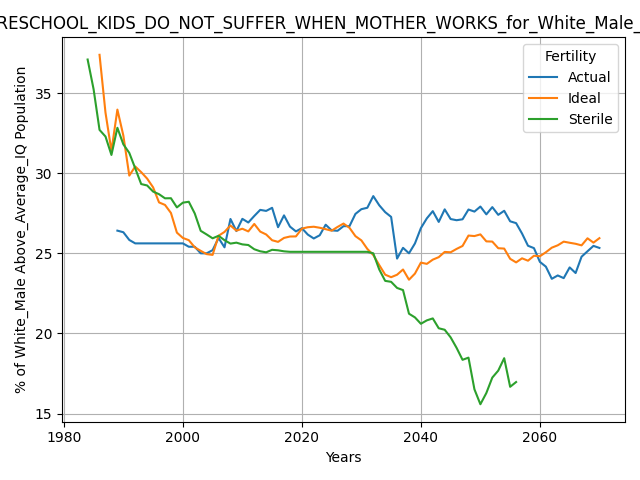 RESCHOOL_KIDS_DO_NOT_SUFFER_WHEN_MOTHER_WORKS_for_White_Male_
% of White_Male Above_Average_IQ Population
35
30
25
20
15
1980
2000
2020
2040
2060
Years
Fertility
Actual
Ideal
Sterile